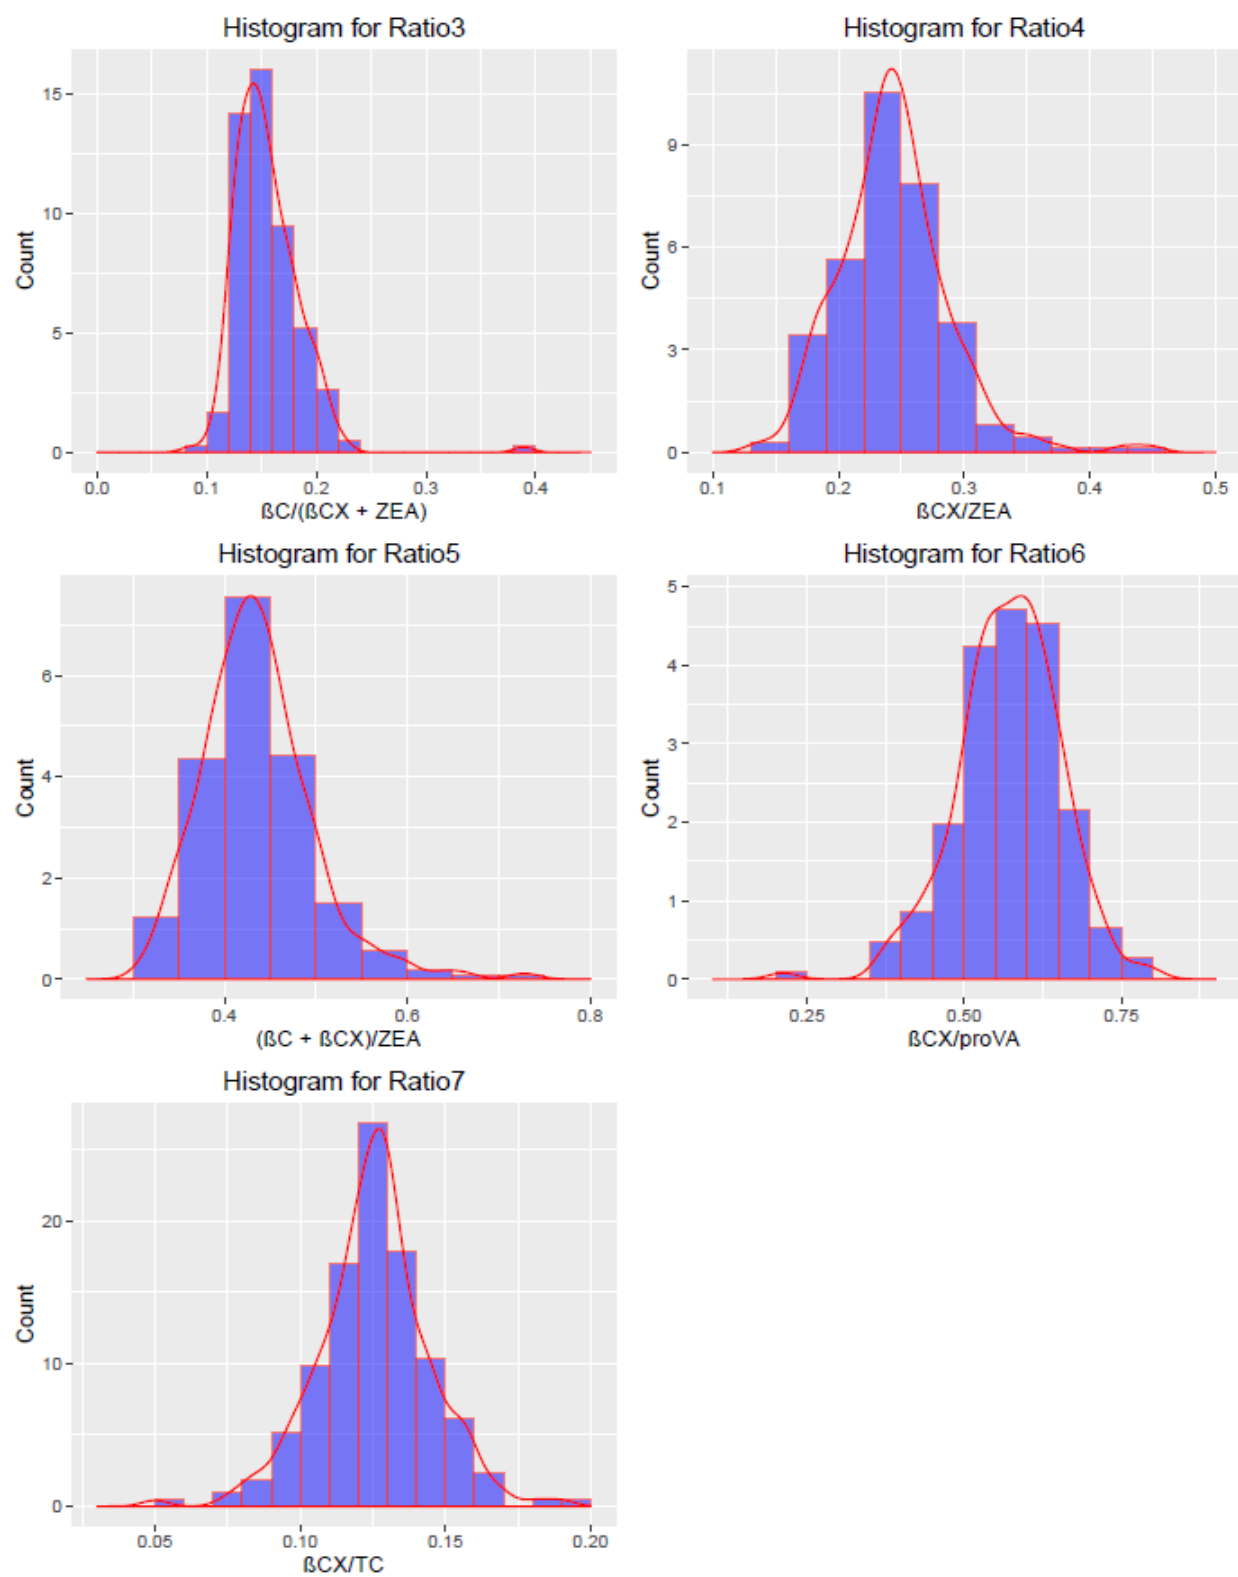 Histogram for Ratio3
15
10
5
0
Count
0.0 0.1 0.2 0.3 0.4
ßC/(ßCX + ZEA)
Histogram for Ratio4
9
6
3
0
Count
0.1 0.2 0.3 0.4 0.5
ßCX/ZEA
Histogram for Ratio5
6
4
2
0
Count
0.4 0.6 0.8
(ßC + ßCX)/ZEA
Histogram for Ratio6
5
4
3
2
1
0
Count
0.25 0.50 0.75
ßCX/proVA
Histogram for Ratio7
20
10
0
Count
0.05 0.10 0.15 0.20
ßCX/TC